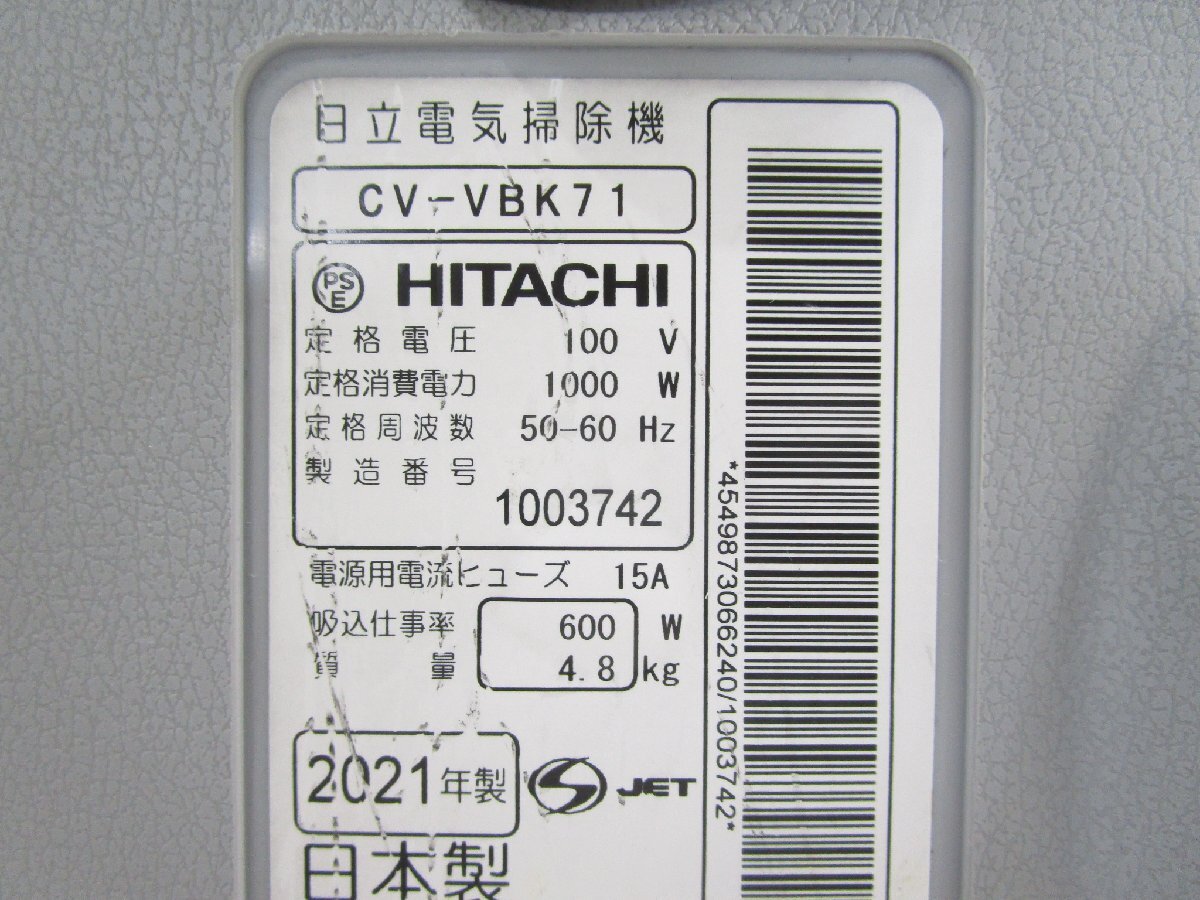 日立電気掃除機
CV-VBK71
PS
E
HITACHI
定格電圧 100 V
定格消費電力 1000 W
定格周波数 50-60 Hz
製造番号
1003742
電源用電流ヒューズ 15A
吸込仕事率 600 W
質量 4.8 kg
2021年製
S JET
日本製
*4549873066240/1003742*